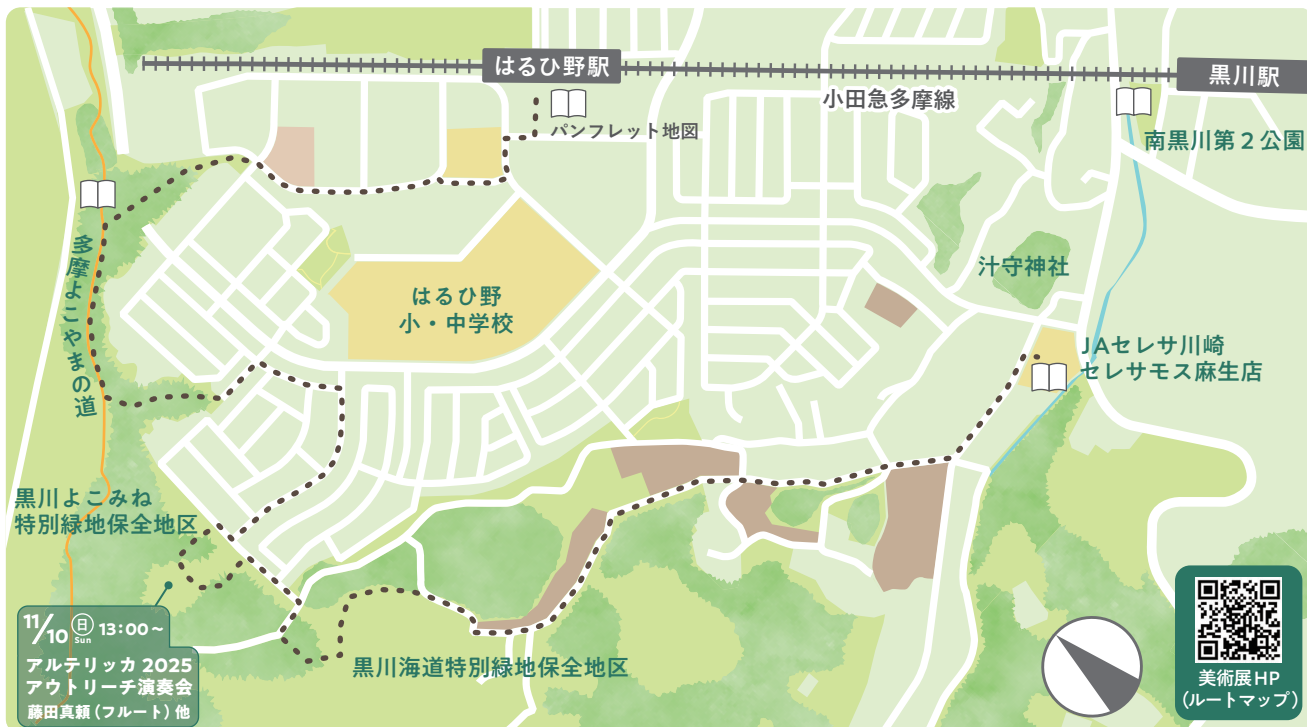 はるひ野駅
黒川駅
小田急多摩線
パンフレット地図
南黒川第２公園
多摩よこやまの道
汁守神社
はるひ野
小・中学校
JAセレサ川崎
セレサモス麻生店
黒川よこみね
特別緑地保全地区
11/10 日 Sun 13:00～
アルテリッカ 2025
アウトリーチ演奏会
藤田真頼（フルート）他
黒川海道特別緑地保全地区
美術展HP
（ルートマップ）